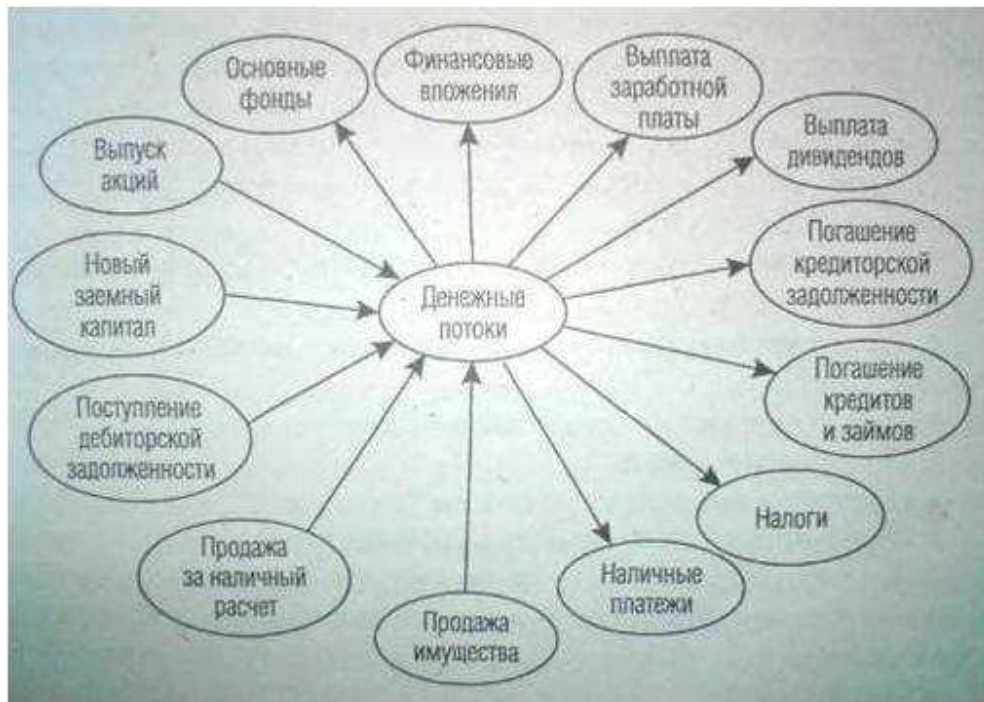 Основные
фонды
Финансовые
вложения
Выплата
заработной
платы
Выплата
дивидендов
Выпуск
акций
Погашение
кредиторской
задолженности
Новый
заемный
капитал
Денежные
потоки
Погашение
кредитов
и займов
Поступление
дебиторской
задолженности
Налоги
Продажа
за наличный
расчет
Наличные
платежи
Продажа
имущества